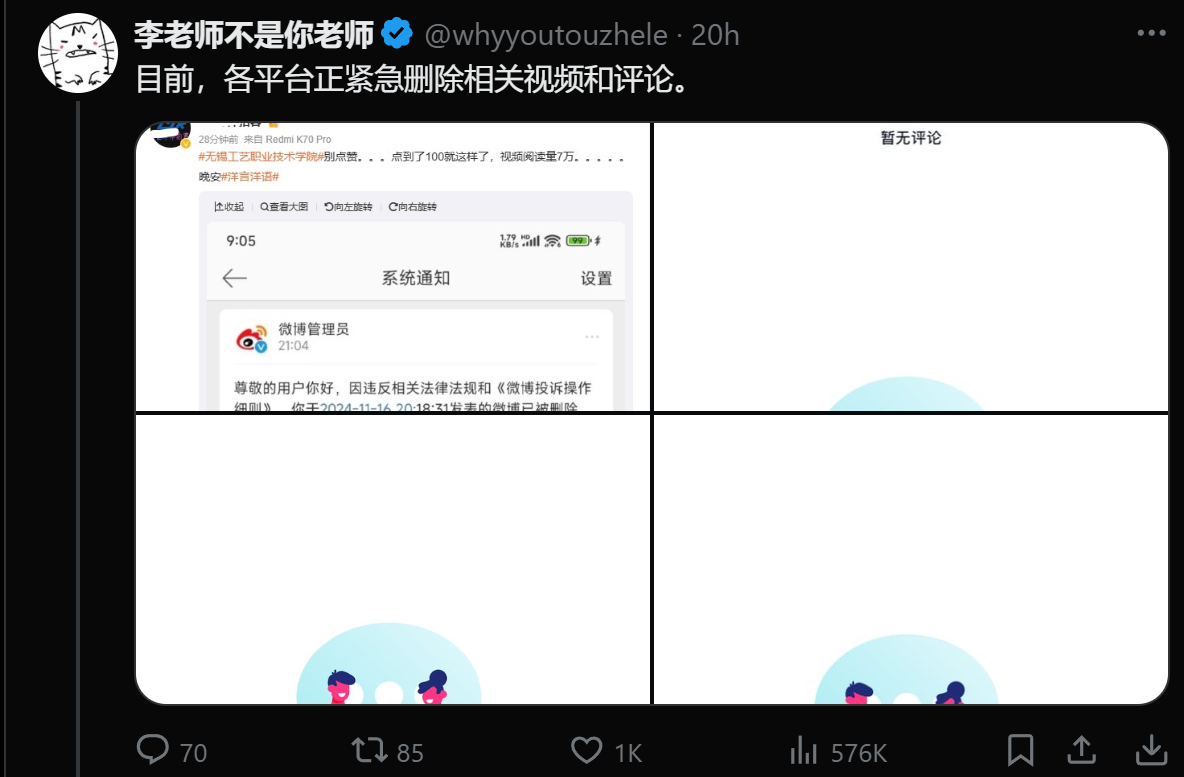 李老师不是你老师 @whyyoutouzhele · 20h
目前，各平台正紧急删除相关视频和评论。
28分钟前 来自 Redmi K70 Pro
#无锡工艺职业技术学院#别点赞。。。点到了100就这样了，视频阅读量7万。。。。。
晚安#洋言洋语#
收起 查看大图 向左旋转 向右旋转
9:05 1.79 KB/s HD 99
系统通知 设置
微博管理员
21:04
尊敬的用户你好，因违反相关法律法规和《微博投诉操作
细则》，你于2024-11-16 20:18:31发表的微博已被删除
暂无评论
70 85 1K 576K